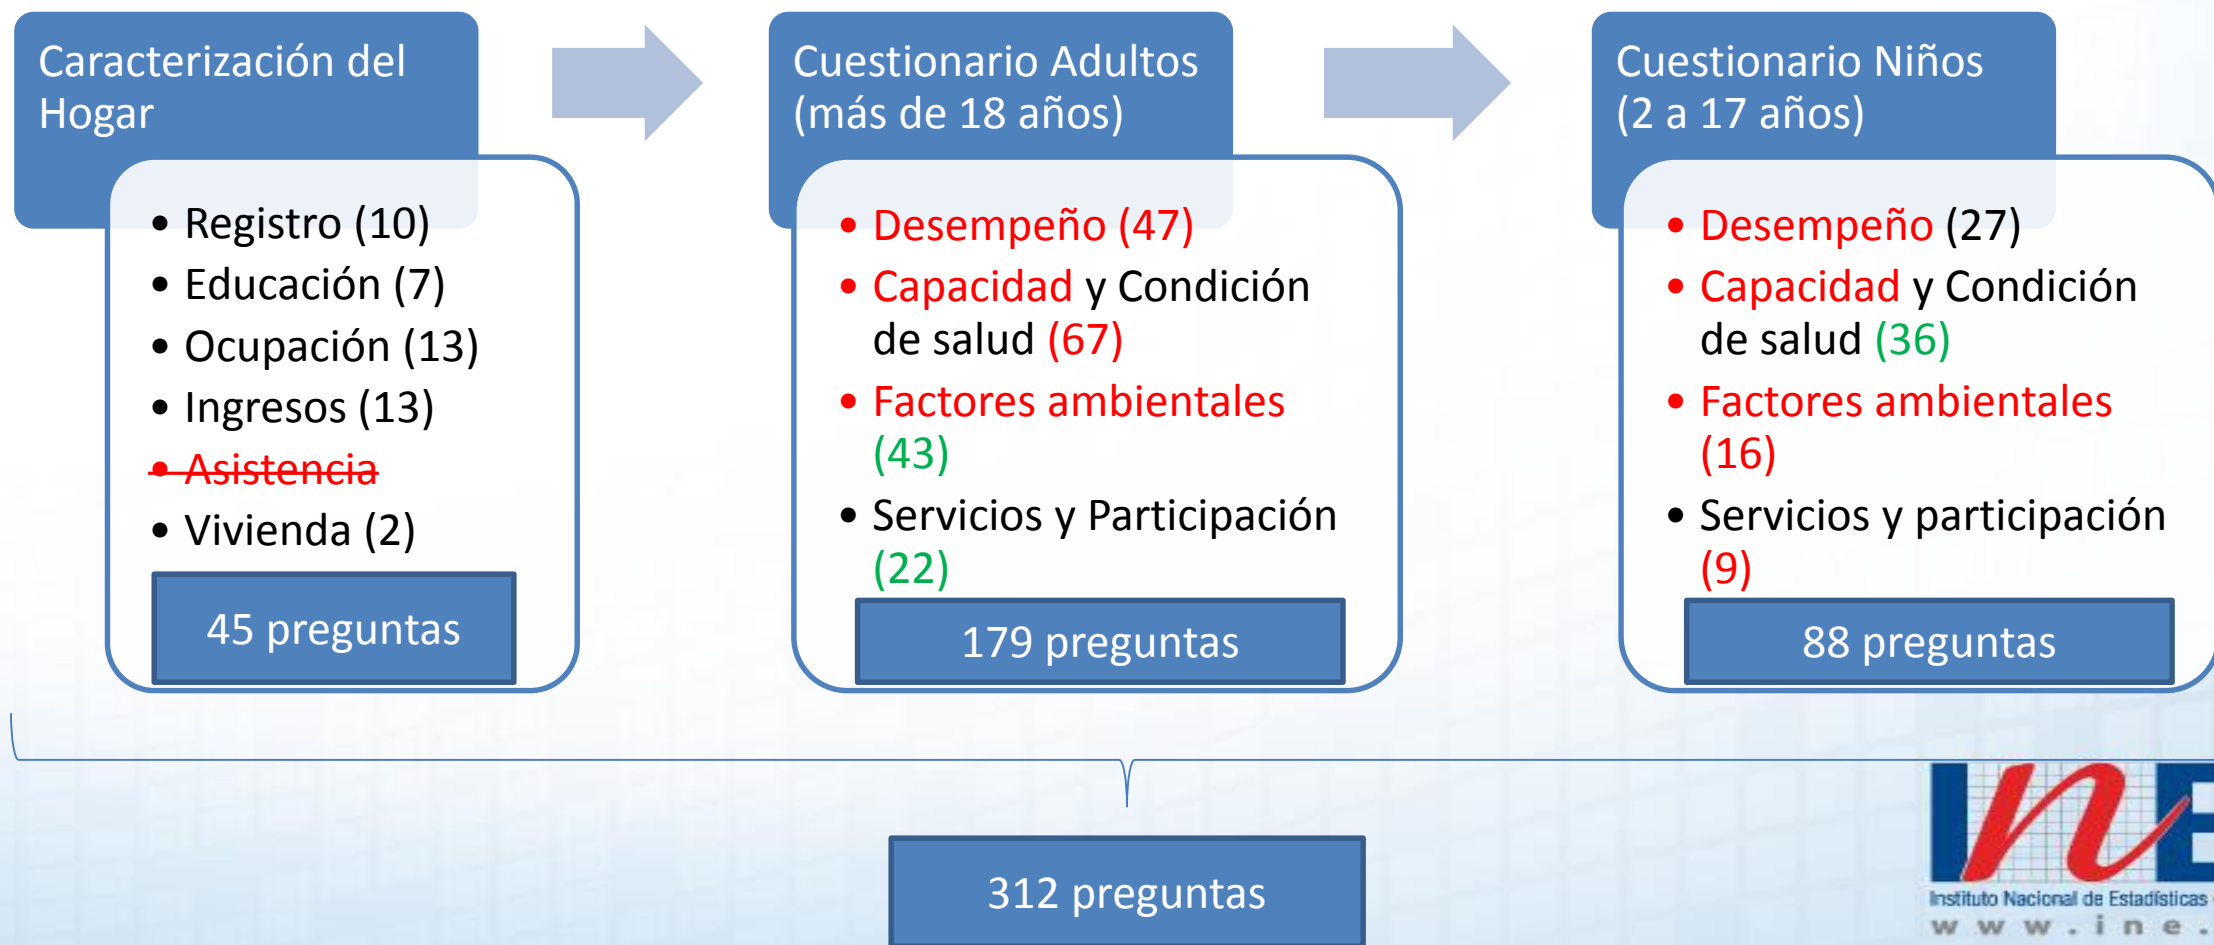 Caracterización del
Hogar
• Registro (10)
• Educación (7)
• Ocupación (13)
• Ingresos (13)
• Asistencia
• Vivienda (2)
45 preguntas
Cuestionario Adultos
(más de 18 años)
• Desempeño (47)
• Capacidad y Condición
de salud (67)
• Factores ambientales
(43)
• Servicios y Participación
(22)
179 preguntas
Cuestionario Niños
(2 a 17 años)
• Desempeño (27)
• Capacidad y Condición
de salud (36)
• Factores ambientales
(16)
• Servicios y participación
(9)
88 preguntas
312 preguntas
INE
Instituto Nacional de Estadísticas
www.ine.